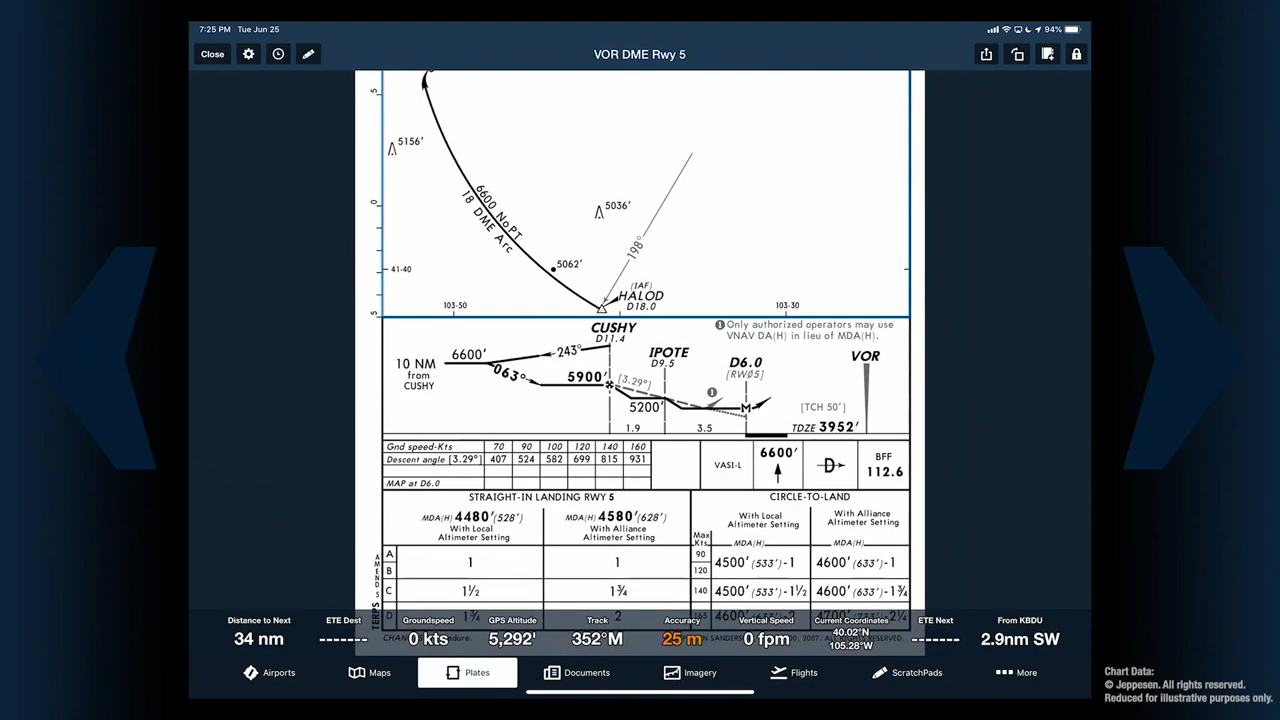 7:25 PM Tue Jun 25
94%
Close
VOR DME Rwy 5
5
5156'
6600 NoPT
18 DME Arc
0
5036'
198°
41-40
5062'
(IAF)
HALOD
D18.0
103-50
103-30
5
CUSHY
D11.4
1 Only authorized operators may use
VNAV DA(H) in lieu of MDA(H).
IPOTE
D9.5
D6.0
[RWØ5]
VOR
10 NM
from
CUSHY
6600'
243°
063°
5900'
[3.29°]
1
5200'
M
[TCH 50']
TDZE 3952'
1.9
3.5
Gnd speed-Kts 70 90 100 120 140 160
Descent angle [3.29°] 407 524 582 699 815 931
MAP at D6.0
VASI-L
6600'
D
BFF
112.6
STRAIGHT-IN LANDING RWY 5
CIRCLE-TO-LAND
MDA(H) 4480' (528')
With Local
Altimeter Setting
MDA(H) 4580' (628')
With Alliance
Altimeter Setting
With Local
Altimeter Setting
With Alliance
Altimeter Setting
Max
Kts
MDA(H)
MDA(H)
A
B
1
1
90
120
4500' (533')-1
4600' (633')-1
C
1½
1¾
140
4500' (533')-1½
4600' (633')-1¾
D
1¾
2
165
TERPS
AMEND 5
Distance to Next
34 nm
ETE Dest
-------
Groundspeed
0 kts
GPS Altitude
5,292'
Track
352°M
Accuracy
25 m
Vertical Speed
0 fpm
Current Coordinates
40.02°N
105.28°W
ETE Next
-------
From KBDU
2.9nm SW
Airports
Maps
Plates
Documents
Imagery
Flights
ScratchPads
More
Chart Data:
© Jeppesen. All rights reserved.
Reduced for illustrative purposes only.